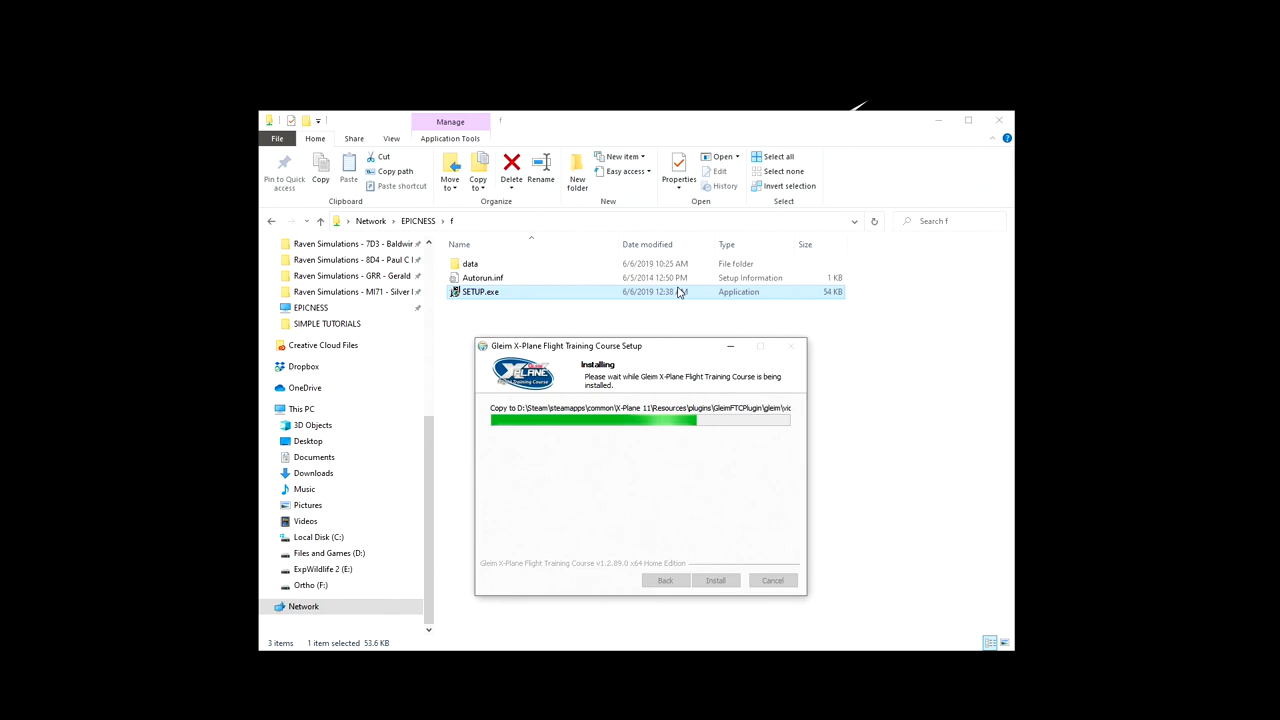 Manage
f
File
Home
Share
View
Application Tools
Pin to Quick access
Copy
Paste
Cut
Copy path
Paste shortcut
Clipboard
Move to
Copy to
Delete
Rename
Organize
New folder
New item
Easy access
New
Properties
Open
Edit
History
Open
Select all
Select none
Invert selection
Select
Network
EPICNESS
f
Search f
Raven Simulations - 7D3 - Baldwi
Raven Simulations - 8D4 - Paul C
Raven Simulations - GRR - Gerald
Raven Simulations - MI71 - Silver
EPICNESS
SIMPLE TUTORIALS
Creative Cloud Files
Dropbox
OneDrive
This PC
3D Objects
Desktop
Documents
Downloads
Music
Pictures
Videos
Local Disk (C:)
Files and Games (D:)
ExpWildlife 2 (E:)
Ortho (F:)
Network
Name Date modified Type Size
data 6/6/2019 10:25 AM File folder
Autorun.inf 6/5/2014 12:50 PM Setup Information 1 KB
SETUP.exe 6/6/2019 12:38 Application 54 KB
Gleim X-Plane Flight Training Course Setup
X-PLANE
Flight Training Course
Installing
Please wait while Gleim X-Plane Flight Training Course is being
installed.
Copy to D:\Steam\steamapps\common\X-Plane 11\Resources\plugins\GleimFTCPlugin\gleim\vic
Gleim X-Plane Flight Training Course v1.2.89.0 x64 Home Edition
Back
Install
Cancel
3 items 1 item selected 53.6 KB